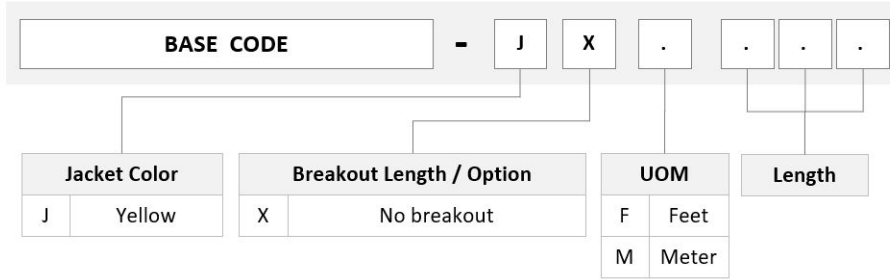 BASE CODE - J X . . . .
Jacket Color Breakout Length / Option UOM Length
J Yellow X No breakout F Feet
M Meter